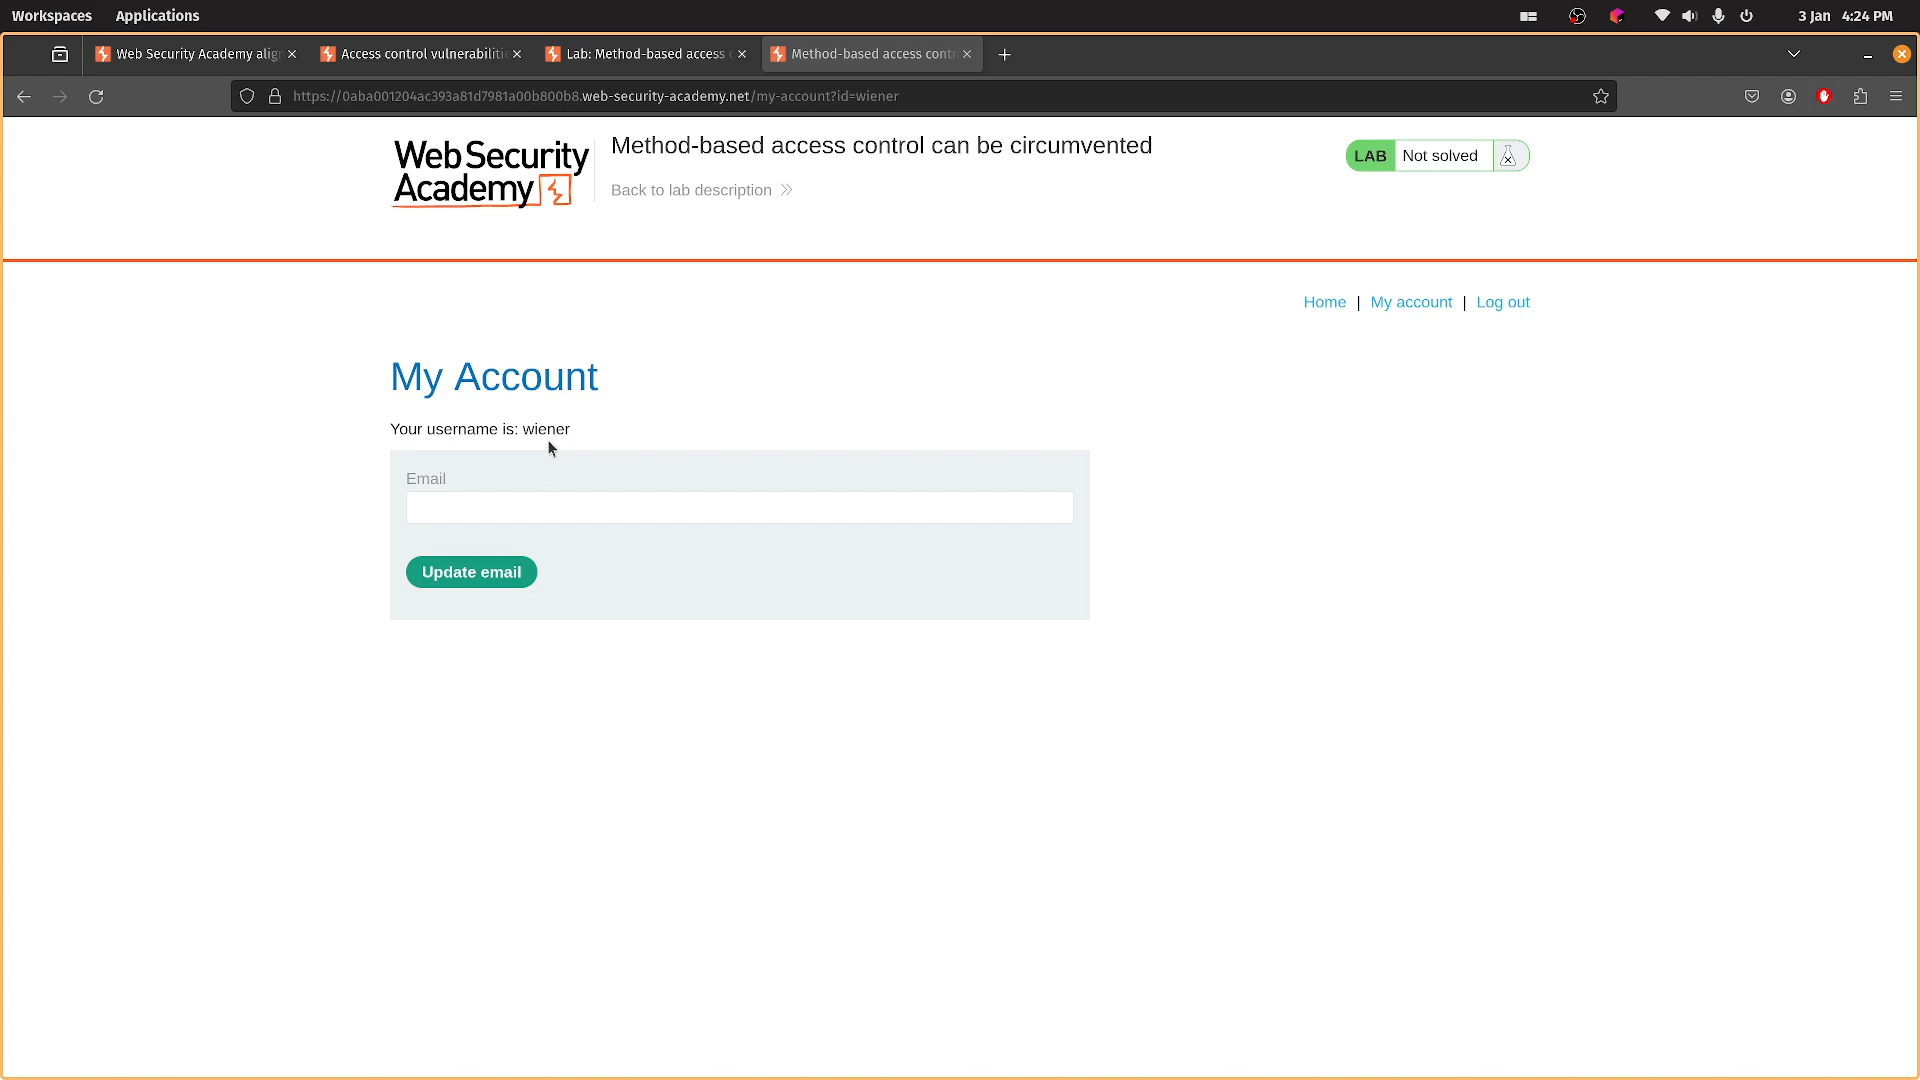 Workspaces Applications 3 Jan 4:24 PM
Web Security Academy alig Access control vulnerabiliti Lab: Method-based access c Method-based access cont
https://0aba001204ac393a81d7981a00b800b8.web-security-academy.net/my-account?id=wiener
Web Security
Academy
Method-based access control can be circumvented
Back to lab description
LAB Not solved
Home | My account | Log out
My Account
Your username is: wiener
Email
Update email